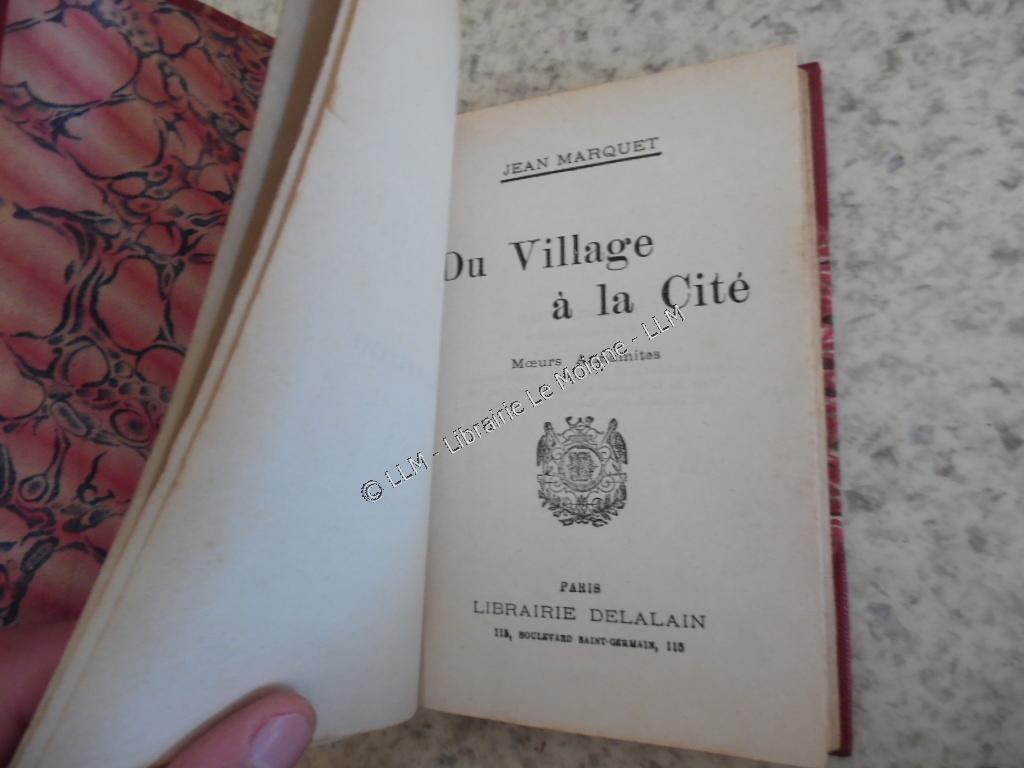 JEAN MARQUET
Du Village
à la Cité
Mœurs
PARIS
LIBRAIRIE DELALAIN
115, BOULEVARD SAINT-GERMAIN, 115
© LLM - Librairie Le Moigne - LLM